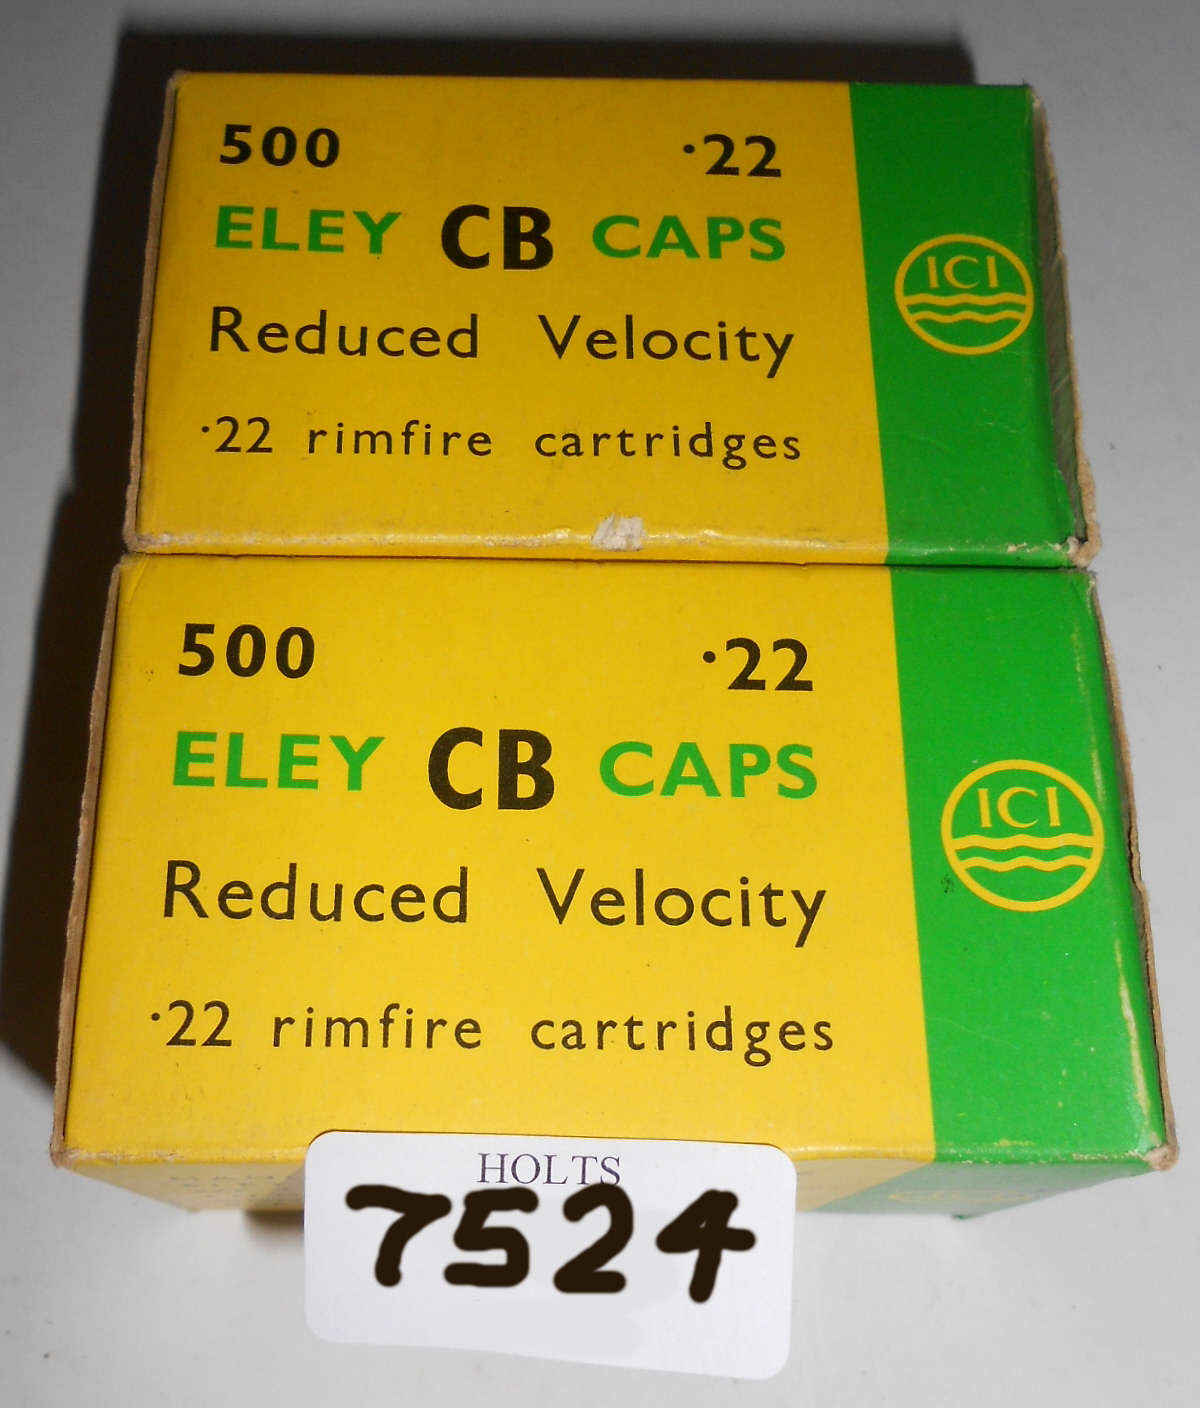 500 ·22
ELEY CB CAPS
Reduced Velocity
·22 rimfire cartridges
ICI
500 ·22
ELEY CB CAPS
Reduced Velocity
·22 rimfire cartridges
ICI
HOLTS
7524